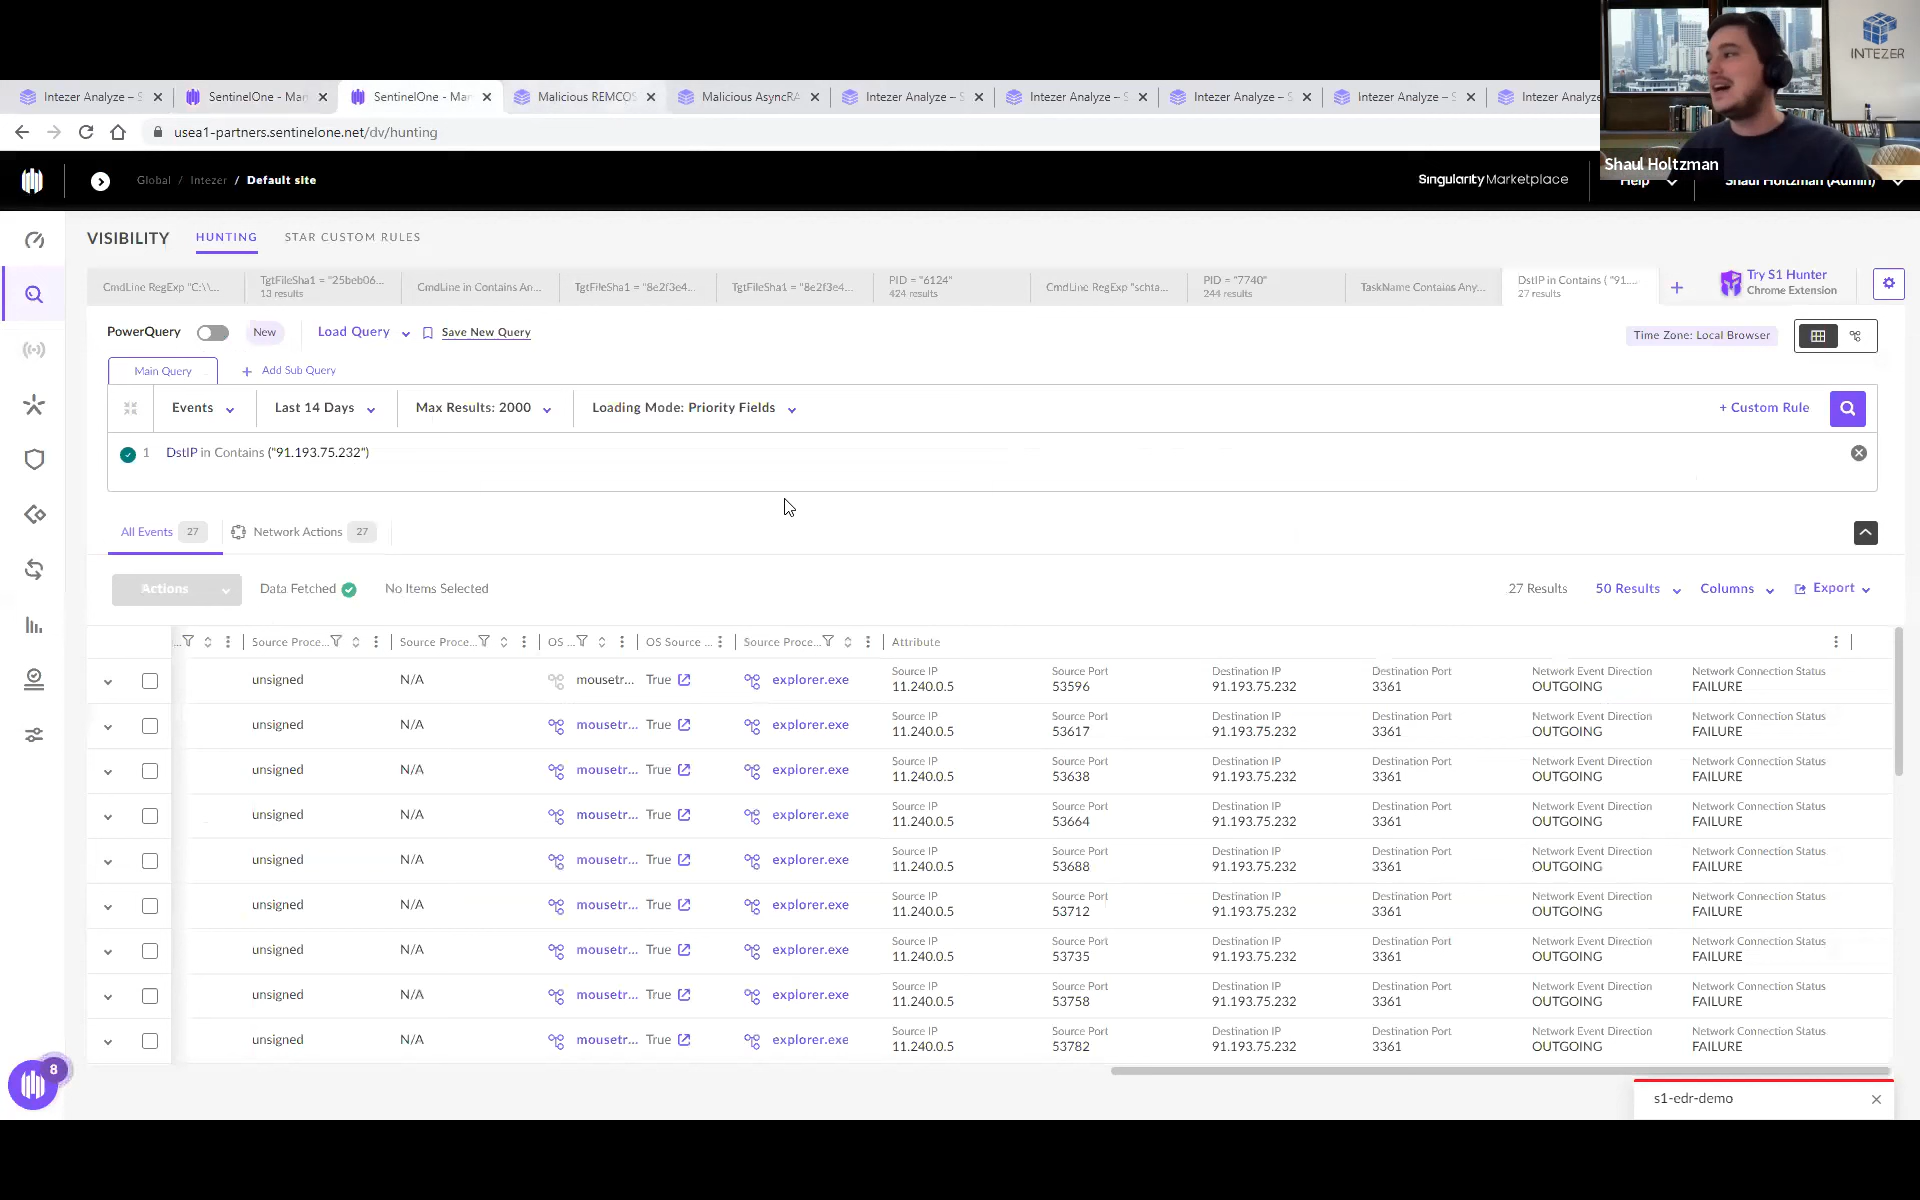 INTEZER
Intezer Analyze – S
SentinelOne - Man
SentinelOne - Man
Malicious REMCOS
Malicious AsyncRA
Intezer Analyze – S
Intezer Analyze – S
Intezer Analyze – S
Intezer Analyze – S
Intezer Analyze
usea1-partners.sentinelone.net/dv/hunting
Shaul Holtzman
Global / Intezer / Default site
Singularity Marketplace
Help
Shaul Holtzman (Admin)
VISIBILITY HUNTING STAR CUSTOM RULES
CmdLine RegExp "C:\\...
TgtFileSha1 = "25beb06...
13 results
CmdLine in Contains An...
TgtFileSha1 = "8e2f3e4...
TgtFileSha1 = "8e2f3e4...
PID = "6124"
424 results
CmdLine RegExp "schta...
PID = "7740"
244 results
TaskName Contains Any...
DstIP in Contains ( "91....
27 results
Try S1 Hunter
Chrome Extension
PowerQuery New Load Query Save New Query
Time Zone: Local Browser
Main Query Add Sub Query
Events Last 14 Days Max Results: 2000 Loading Mode: Priority Fields + Custom Rule
1 DstIP in Contains ("91.193.75.232")
All Events 27 Network Actions 27
Actions Data Fetched No Items Selected 27 Results 50 Results Columns Export
... Source Proce... Source Proce... OS ... OS Source ... Source Proce... Attribute
Source IP Source Port Destination IP Destination Port Network Event Direction Network Connection Status
unsigned N/A mousetr... True explorer.exe 11.240.0.5 53596 91.193.75.232 3361 OUTGOING FAILURE
Source IP Source Port Destination IP Destination Port Network Event Direction Network Connection Status
unsigned N/A mousetr... True explorer.exe 11.240.0.5 53617 91.193.75.232 3361 OUTGOING FAILURE
Source IP Source Port Destination IP Destination Port Network Event Direction Network Connection Status
unsigned N/A mousetr... True explorer.exe 11.240.0.5 53638 91.193.75.232 3361 OUTGOING FAILURE
Source IP Source Port Destination IP Destination Port Network Event Direction Network Connection Status
unsigned N/A mousetr... True explorer.exe 11.240.0.5 53664 91.193.75.232 3361 OUTGOING FAILURE
Source IP Source Port Destination IP Destination Port Network Event Direction Network Connection Status
unsigned N/A mousetr... True explorer.exe 11.240.0.5 53688 91.193.75.232 3361 OUTGOING FAILURE
Source IP Source Port Destination IP Destination Port Network Event Direction Network Connection Status
unsigned N/A mousetr... True explorer.exe 11.240.0.5 53712 91.193.75.232 3361 OUTGOING FAILURE
Source IP Source Port Destination IP Destination Port Network Event Direction Network Connection Status
unsigned N/A mousetr... True explorer.exe 11.240.0.5 53735 91.193.75.232 3361 OUTGOING FAILURE
Source IP Source Port Destination IP Destination Port Network Event Direction Network Connection Status
unsigned N/A mousetr... True explorer.exe 11.240.0.5 53758 91.193.75.232 3361 OUTGOING FAILURE
Source IP Source Port Destination IP Destination Port Network Event Direction Network Connection Status
unsigned N/A mousetr... True explorer.exe 11.240.0.5 53782 91.193.75.232 3361 OUTGOING FAILURE
8
s1-edr-demo